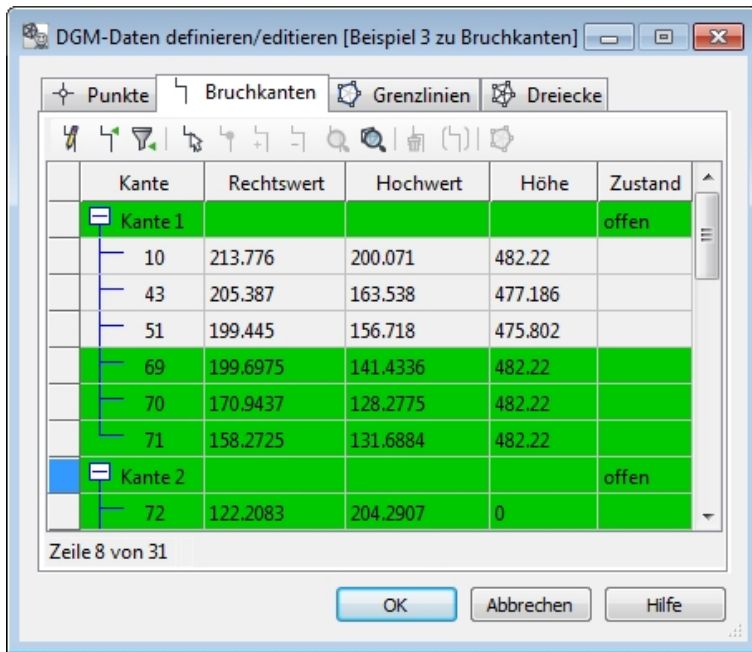 DGM-Daten definieren/editieren [Beispiel 3 zu Bruchkanten]
Punkte Bruchkanten Grenzlinien Dreiecke
Kante Rechtswert Hochwert Höhe Zustand
Kante 1 offen
10 213.776 200.071 482.22
43 205.387 163.538 477.186
51 199.445 156.718 475.802
69 199.6975 141.4336 482.22
70 170.9437 128.2775 482.22
71 158.2725 131.6884 482.22
Kante 2 offen
72 122.2083 204.2907 0
Zeile 8 von 31
OK Abbrechen Hilfe